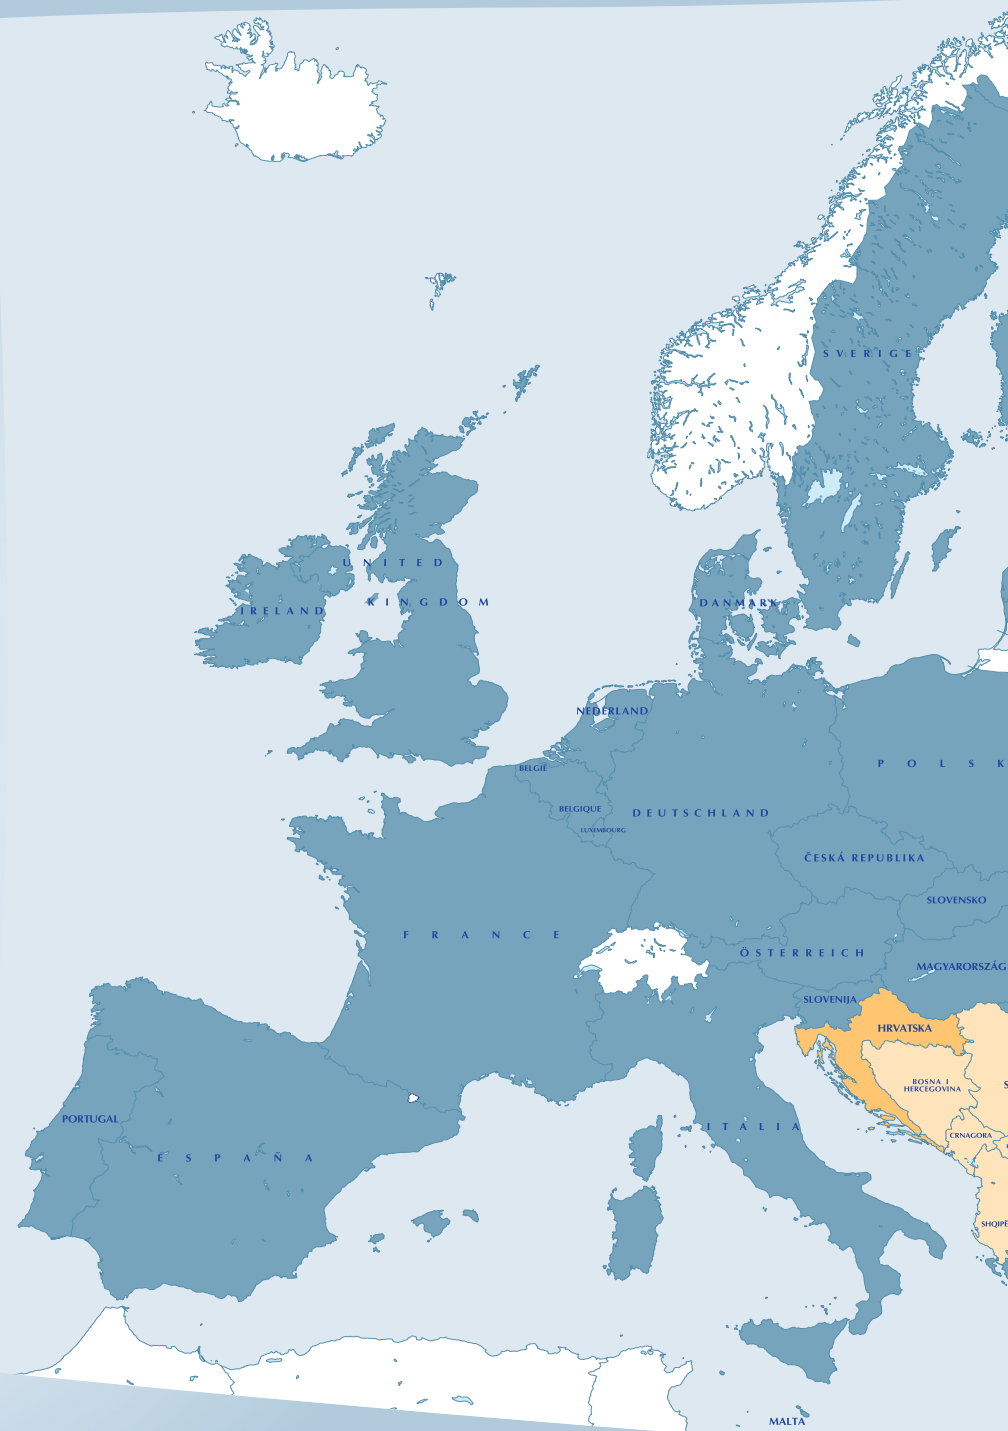 SVERIGE
UNITED
KINGDOM
IRELAND
DANMARK
NEDERLAND
BELGIË
POLSK
BELGIQUE
DEUTSCHLAND
LUXEMBOURG
ČESKÁ REPUBLIKA
SLOVENSKO
FRANCE
ÖSTERREICH
MAGYARORSZÁG
SLOVENIJA
HRVATSKA
BOSNA I
HERCEGOVINA
S
PORTUGAL
ITALIA
CRNAGORA
ESPAÑA
SHQIPË
MALTA